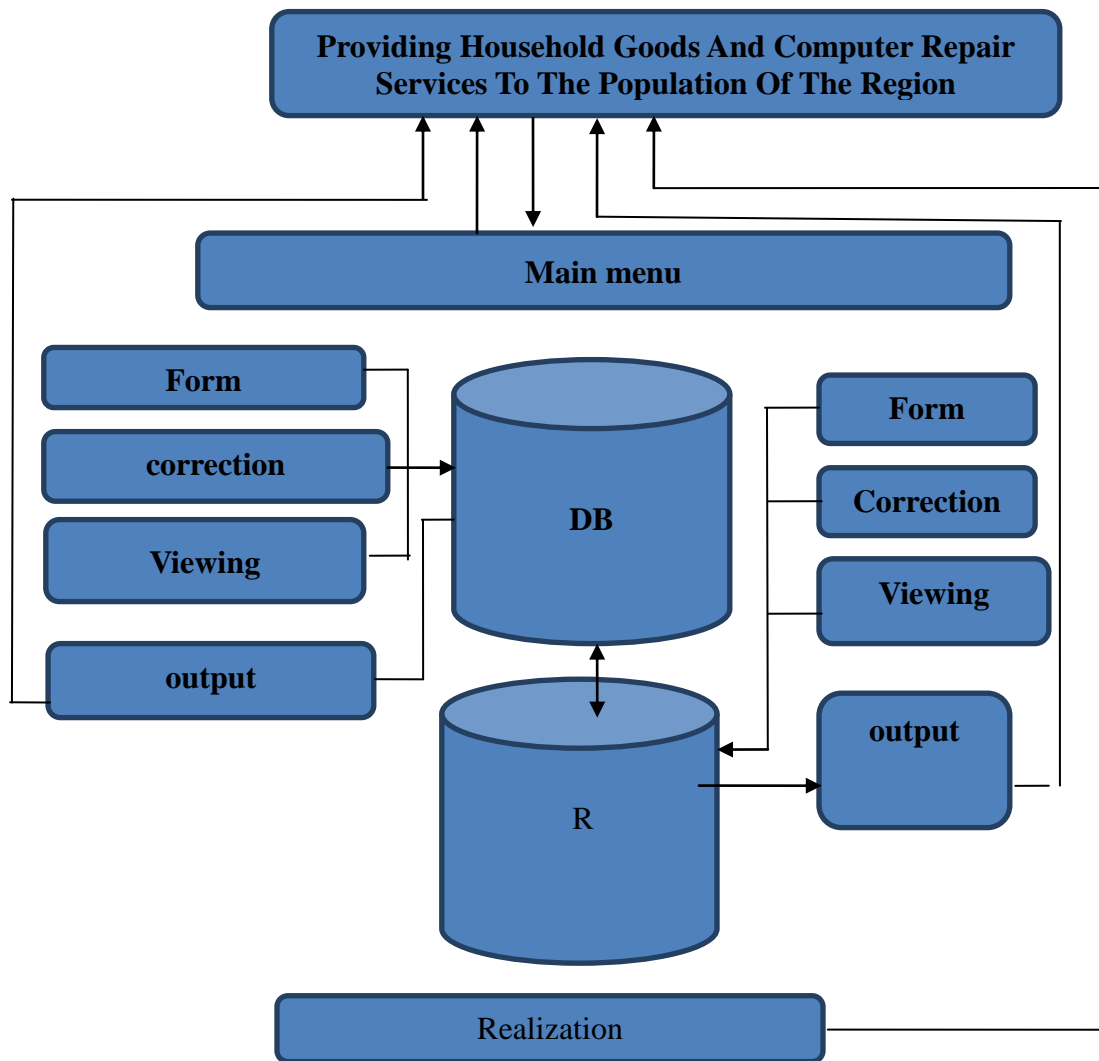 Providing Household Goods And Computer Repair
Services To The Population Of The Region
Main menu
Form
correction
Viewing
output
DB
R
Form
Correction
Viewing
output
Realization